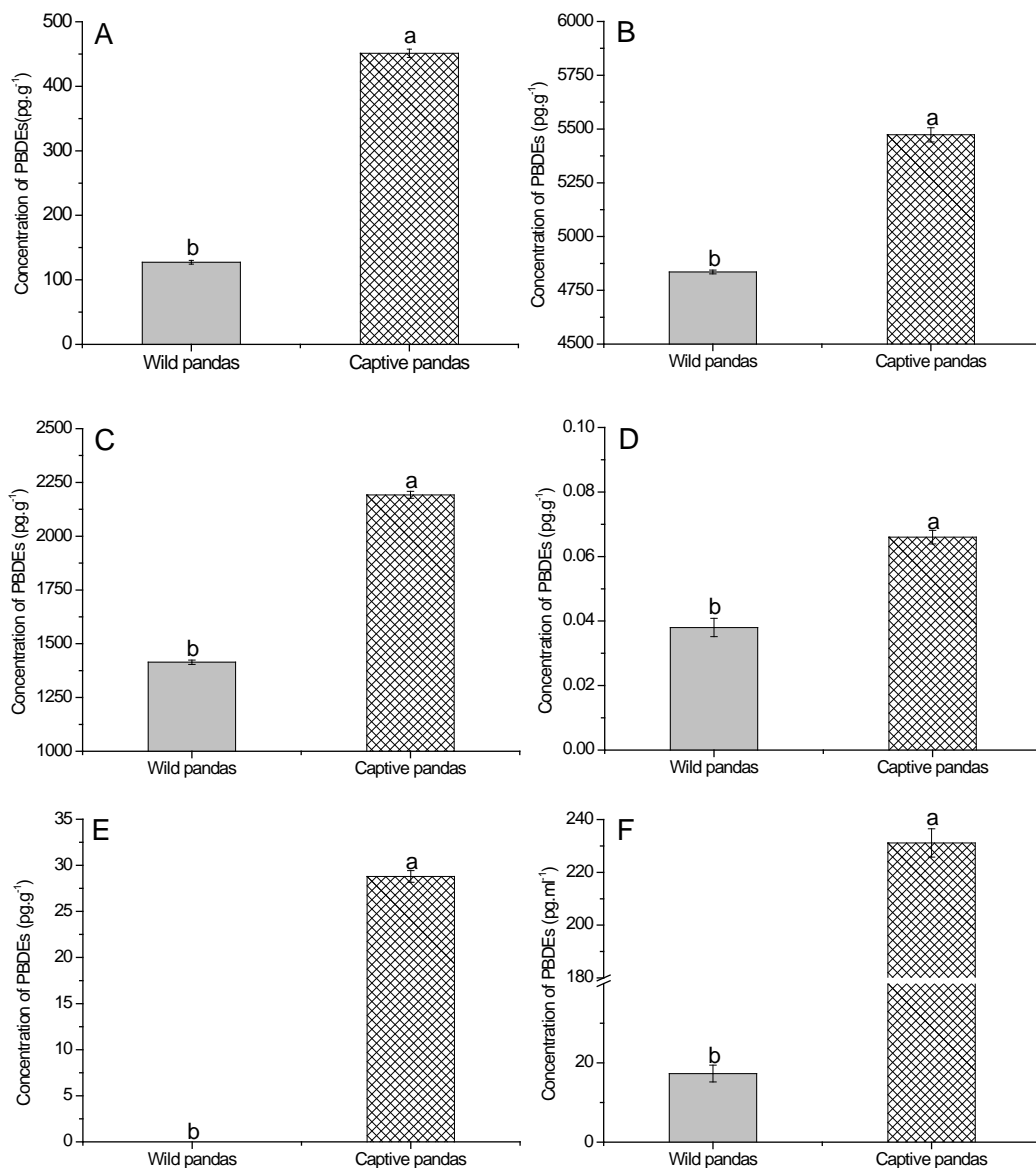 A
Concentration of PBDEs(pg.g-1)
500
400
300
200
100
0
b
a
Wild pandas
Captive pandas
B
Concentration of PBDEs (pg.g-1)
6000
5750
5500
5250
5000
4750
4500
b
a
Wild pandas
Captive pandas
C
Concentration of PBDEs (pg.g-1)
2500
2250
2000
1750
1500
1250
1000
b
a
Wild pandas
Captive pandas
D
Concentration of PBDEs (pg.g-1)
0.10
0.08
0.06
0.04
0.02
0.00
b
a
Wild pandas
Captive pandas
E
Concentration of PBDEs (pg.g-1)
35
30
25
20
15
10
5
0
b
a
Wild pandas
Captive pandas
F
Concentration of PBDEs (pg.ml-1)
240
230
220
180
20
0
b
a
Wild pandas
Captive pandas